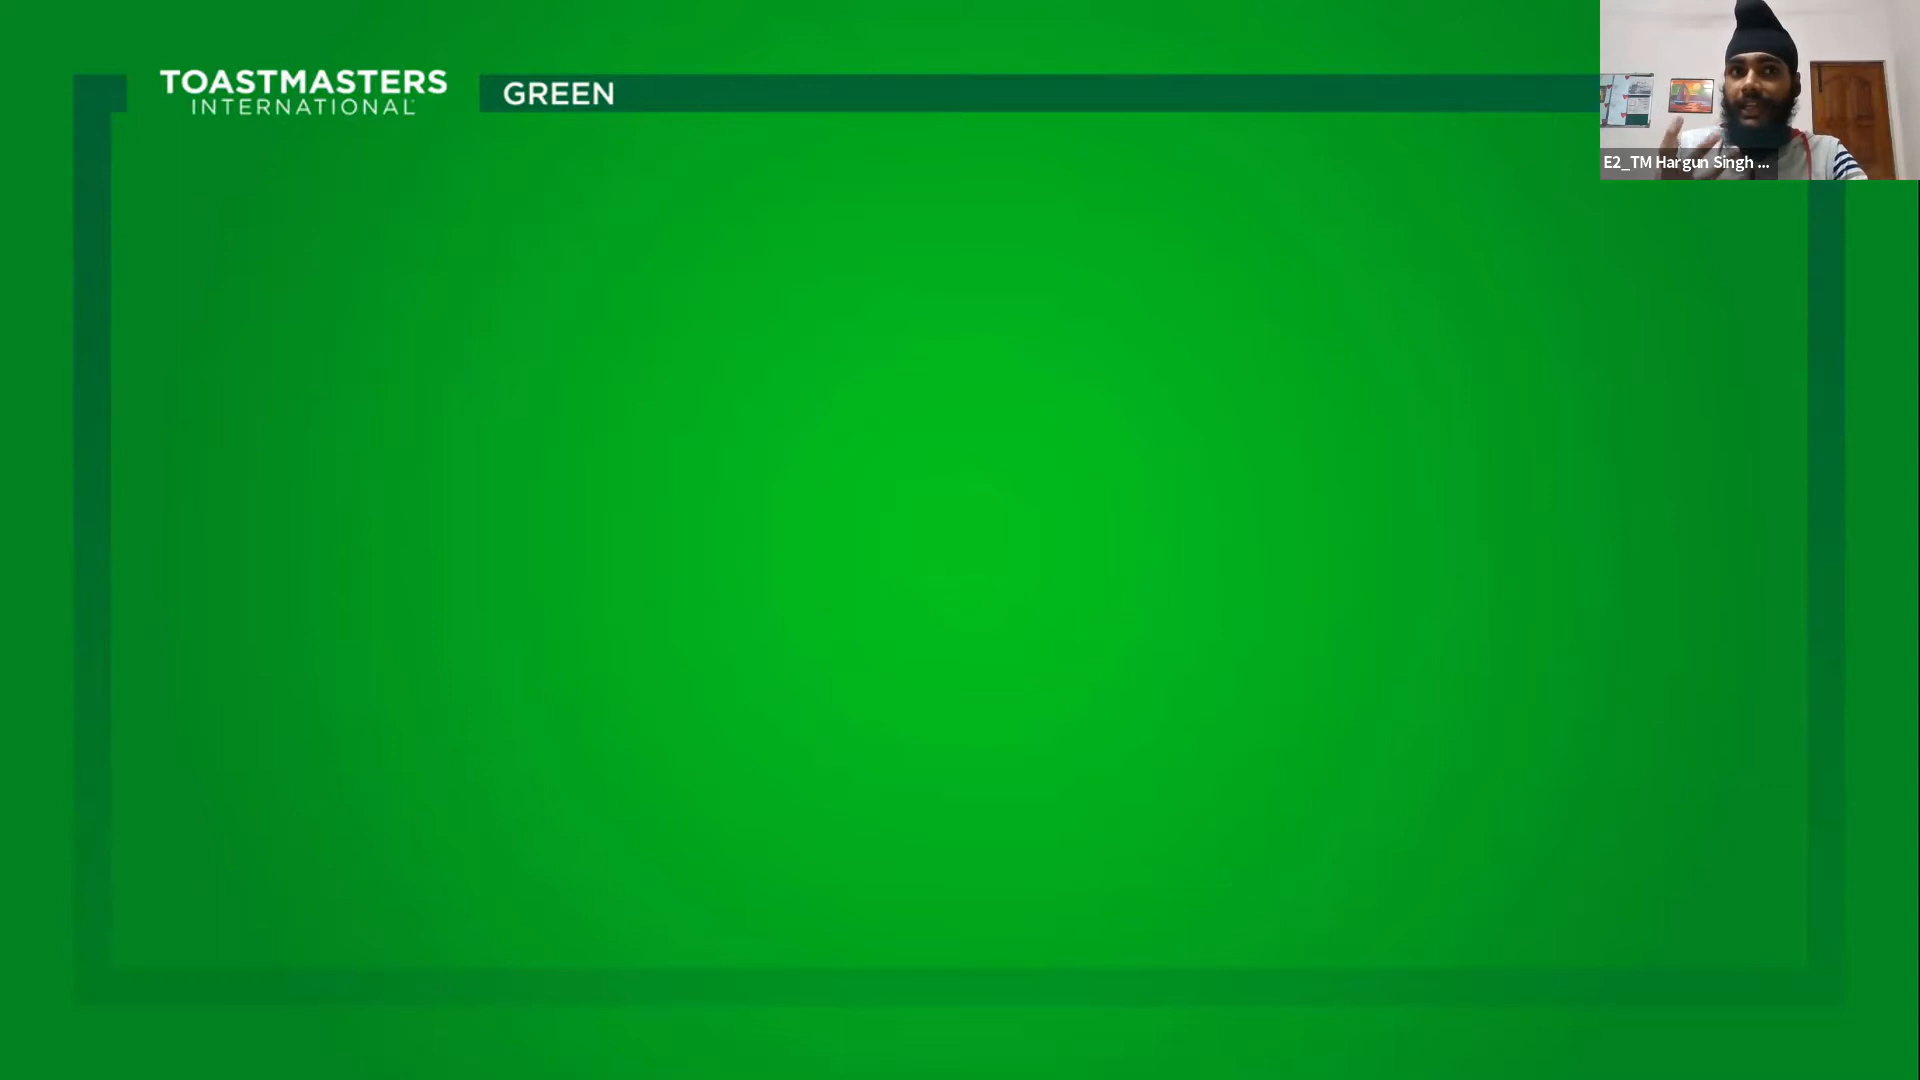 TOASTMASTERS
INTERNATIONAL
GREEN
E2_TM Hargun Singh ...